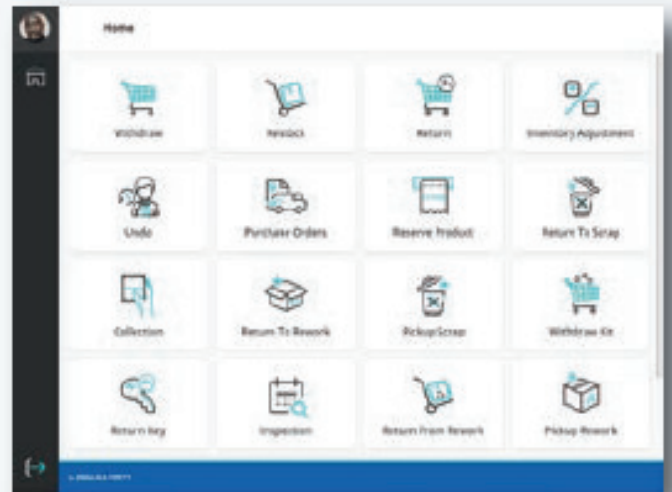 Home
Withdraw
Restock
Return
Inventory Adjustment
Undo
Purchase Orders
Reserve Product
Return To Scrap
Collection
Return To Rework
Pickup Scrap
Withdraw Kit
Return Key
Inspection
Return From Rework
Pickup Rework